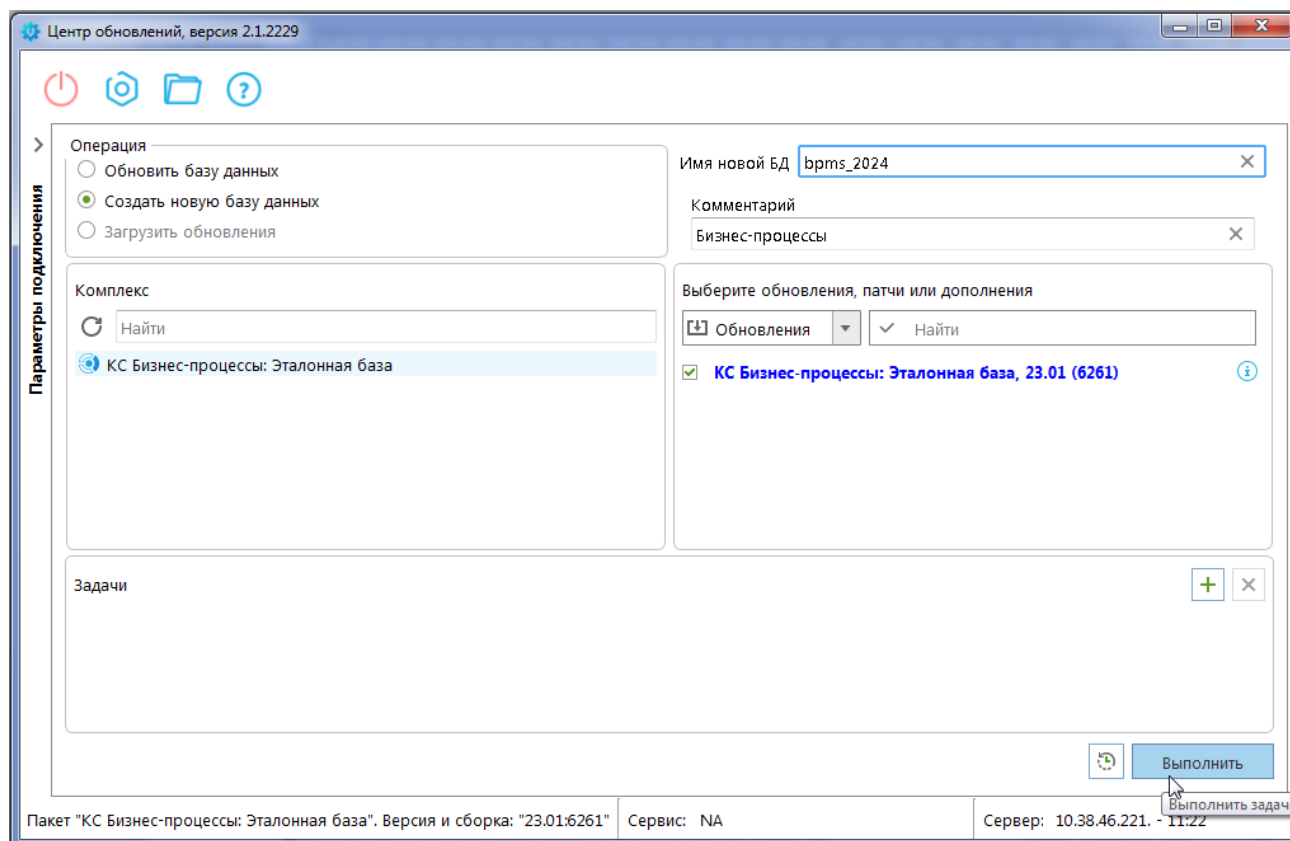 Центр обновлений, версия 2.1.2229
Параметры подключения
Операция
Обновить базу данных
Создать новую базу данных
Загрузить обновления
Имя новой БД bpms_2024
Комментарий
Бизнес-процессы
Комплекс
Найти
КС Бизнес-процессы: Эталонная база
Выберите обновления, патчи или дополнения
Обновления Найти
КС Бизнес-процессы: Эталонная база, 23.01 (6261)
Задачи
Выполнить
Выполнить задач
Пакет "КС Бизнес-процессы: Эталонная база". Версия и сборка: "23.01:6261" Сервис: NA Сервер: 10.38.46.221. - 11:22